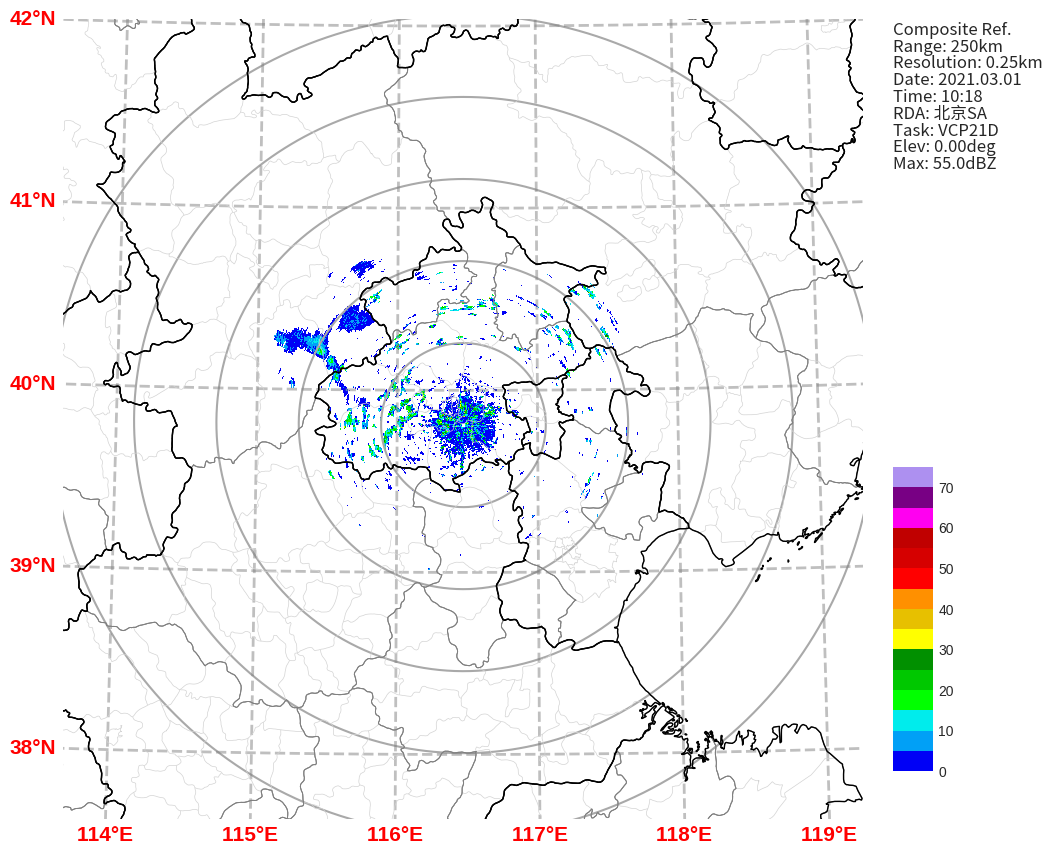 Composite Ref.
Range: 250km
Resolution: 0.25km
Date: 2021.03.01
Time: 10:18
RDA: 北京SA
Task: VCP21D
Elev: 0.00deg
Max: 55.0dBZ
42°N
41°N
40°N
39°N
38°N
70
60
50
40
30
20
10
0
114°E 115°E 116°E 117°E 118°E 119°E